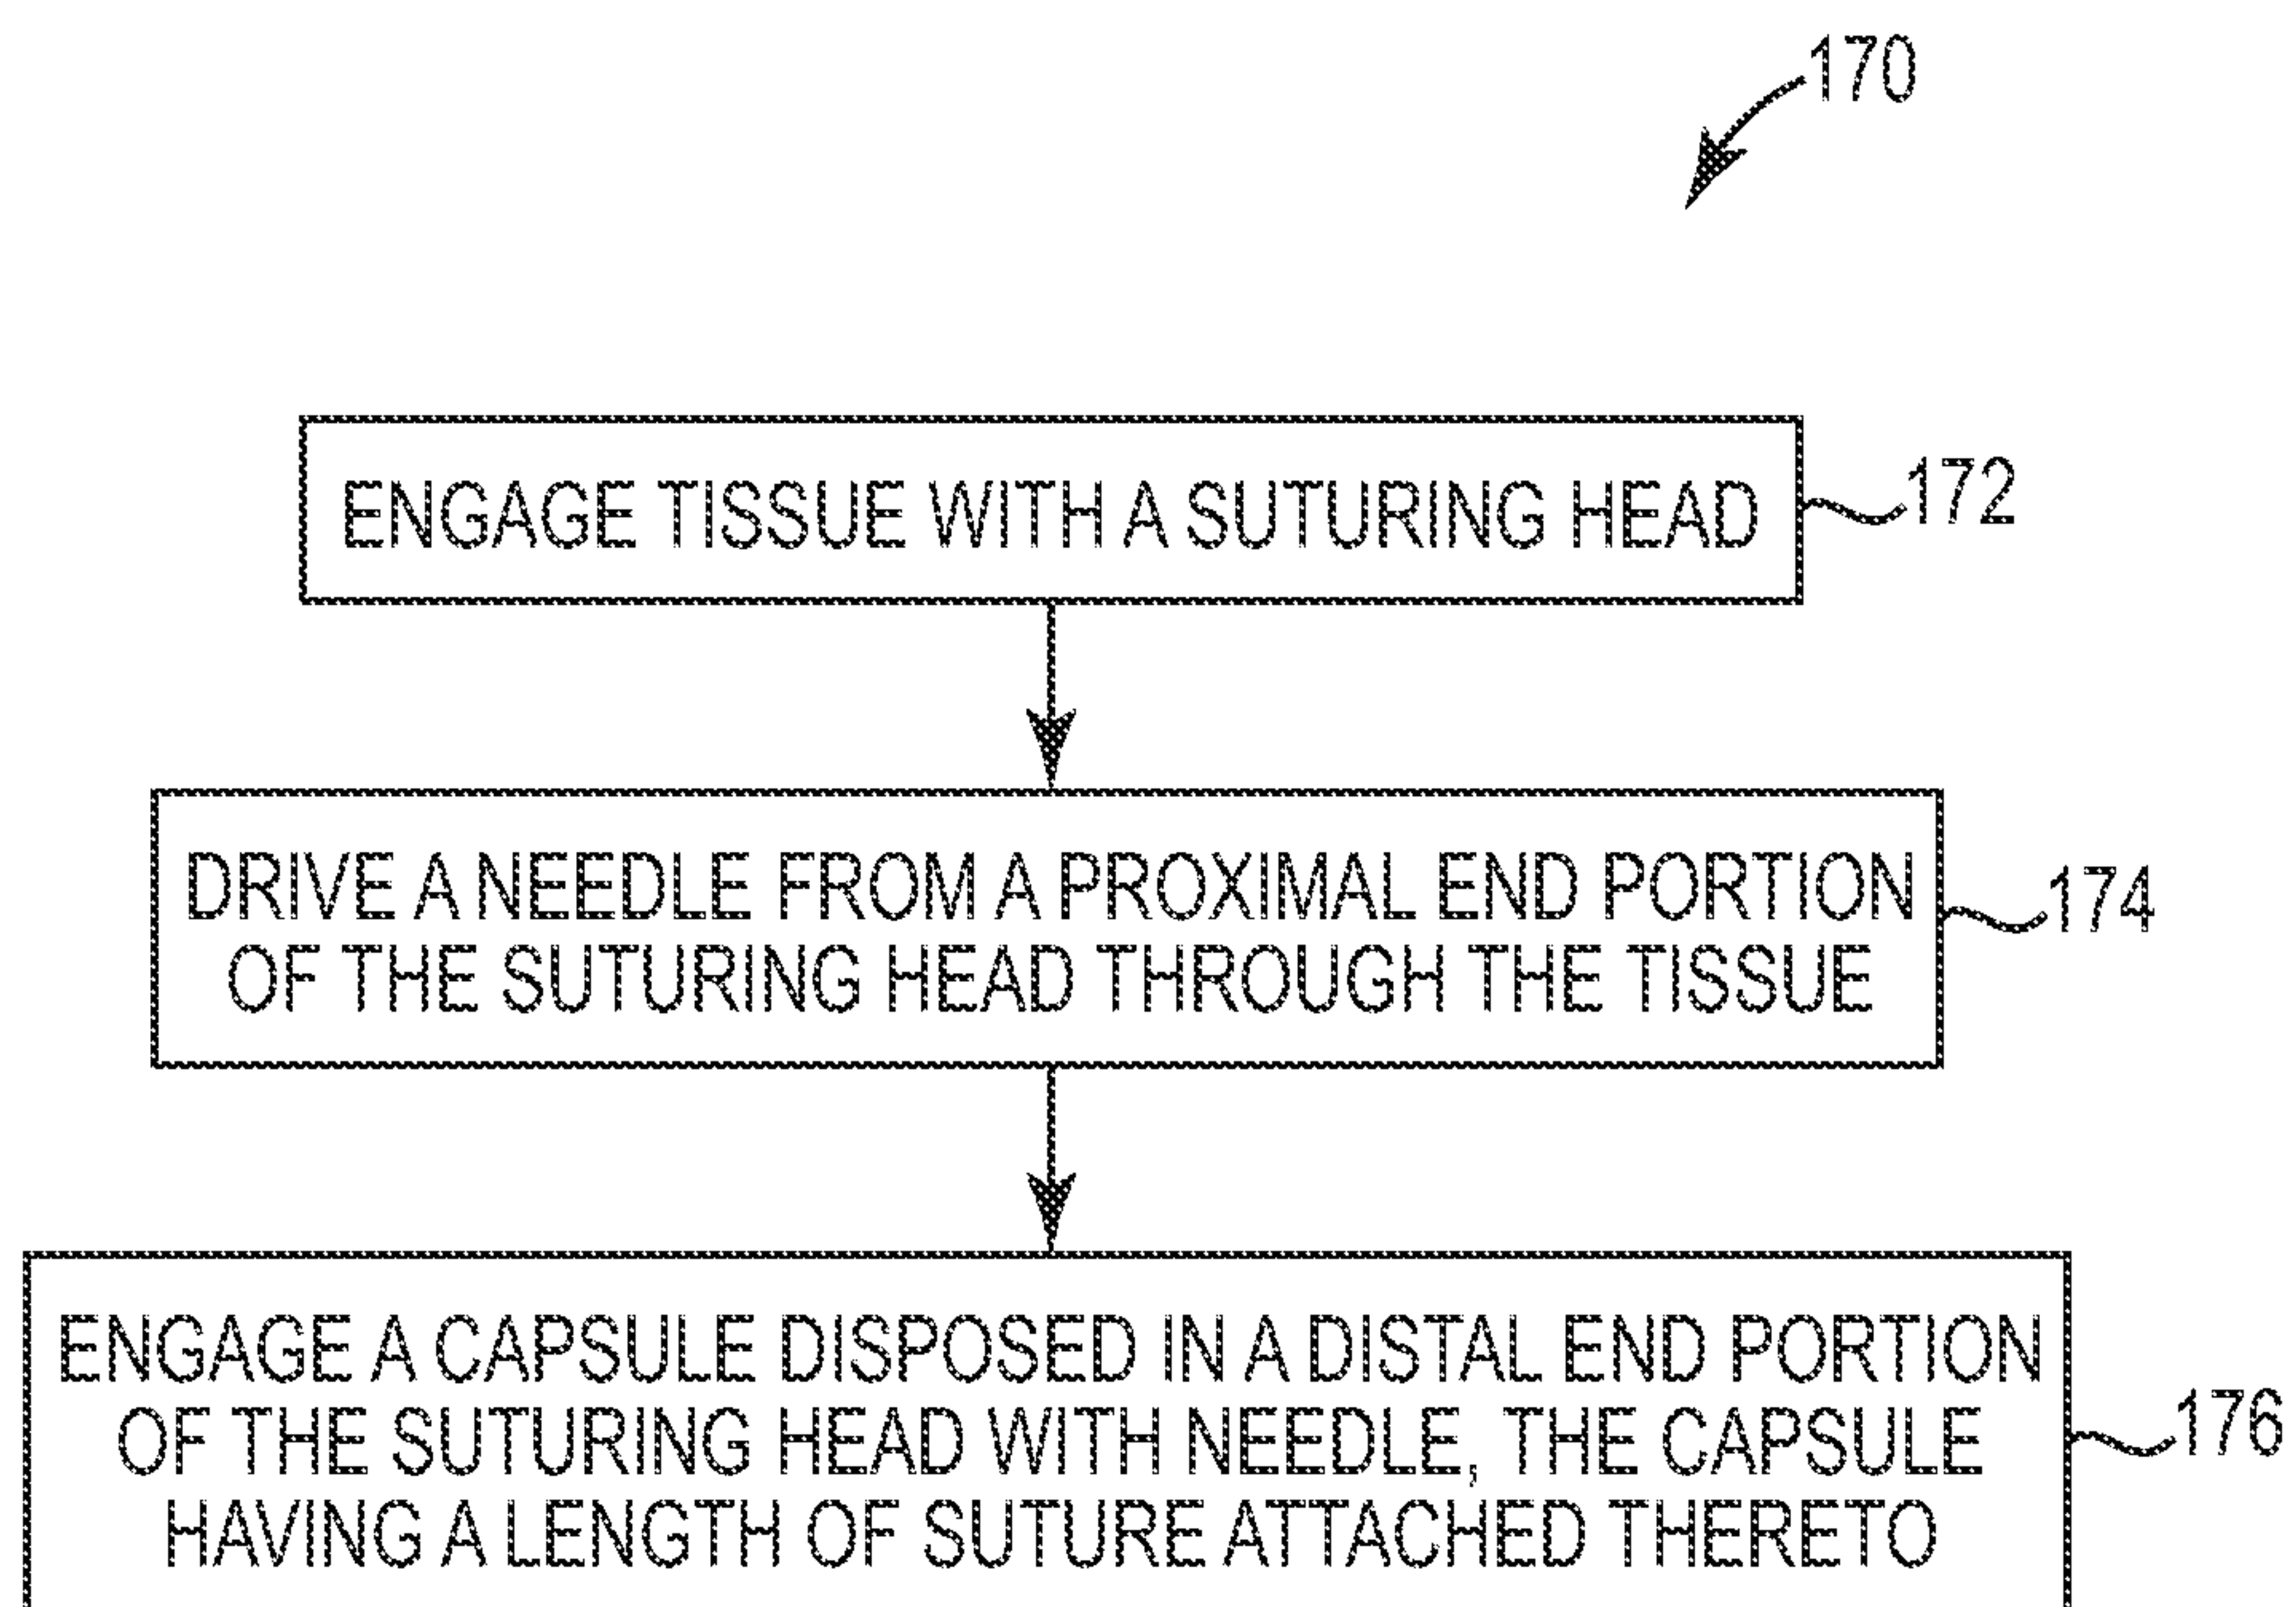 170
ENGAGE TISSUE WITH A SUTURING HEAD
172
DRIVE A NEEDLE FROM A PROXIMAL END PORTION
OF THE SUTURING HEAD THROUGH THE TISSUE
174
ENGAGE A CAPSULE DISPOSED IN A DISTAL END PORTION
OF THE SUTURING HEAD WITH NEEDLE, THE CAPSULE
HAVING A LENGTH OF SUTURE ATTACHED THERETO
176